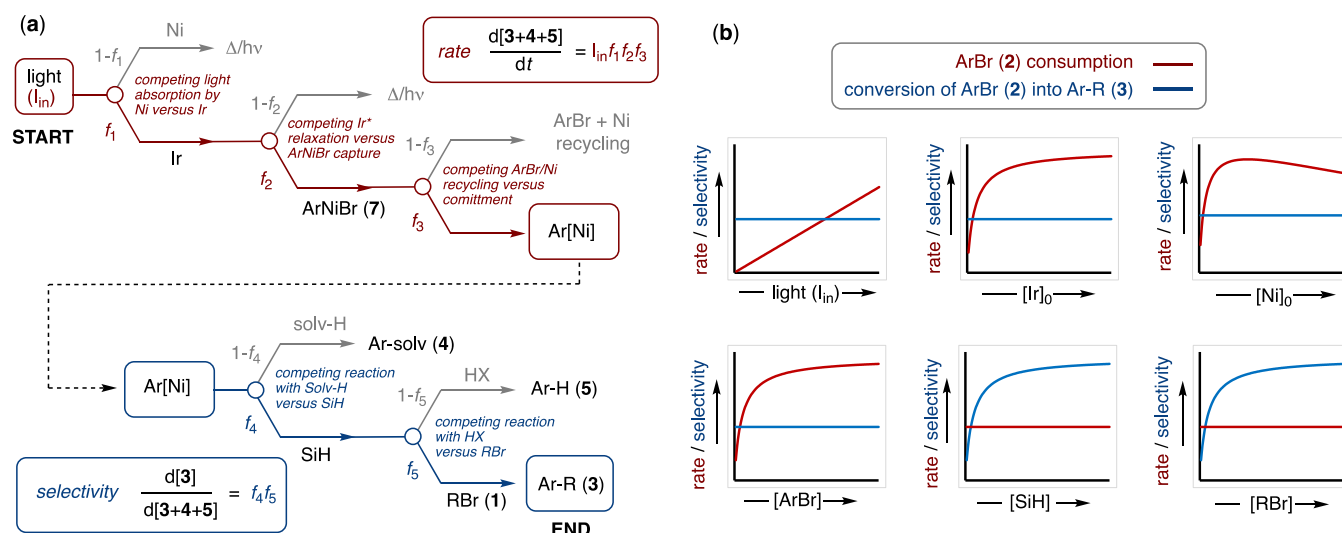 (a)
Ni
Δ/hν
1-f₁
light
(Iᵢₙ)
START
competing light
absorption by
Ni versus Ir
f₁
Ir
rate d[3+4+5]/dt = Iᵢₙf₁f₂f₃
Δ/hν
1-f₂
competing Ir*
relaxation versus
ArNiBr capture
f₂
ArNiBr (7)
ArBr + Ni
recycling
1-f₃
competing ArBr/Ni
recycling versus
comittment
f₃
Ar[Ni]
solv-H
Ar-solv (4)
1-f₄
Ar[Ni]
competing reaction
with Solv-H
versus SiH
f₄
SiH
HX
Ar-H (5)
1-f₅
competing reaction
with HX
versus RBr
f₅
RBr (1)
Ar-R (3)
END
selectivity d[3]/d[3+4+5] = f₄f₅
(b)
ArBr (2) consumption
conversion of ArBr (2) into Ar-R (3)
rate / selectivity
light (Iᵢₙ)
rate / selectivity
[Ir]₀
rate / selectivity
[Ni]₀
rate / selectivity
[ArBr]
rate / selectivity
[SiH]
rate / selectivity
[RBr]